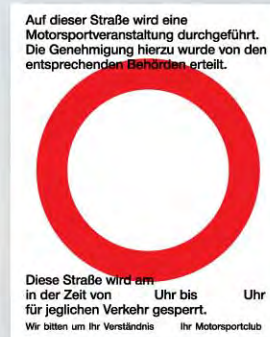 Auf dieser Straße wird eine
Motorsportveranstaltung durchgeführt.
Die Genehmigung hierzu wurde von den
entsprechenden Behörden erteilt.
Diese Straße wird am
in der Zeit von Uhr bis Uhr
für jeglichen Verkehr gesperrt.
Wir bitten um Ihr Verständnis Ihr Motorsportclub